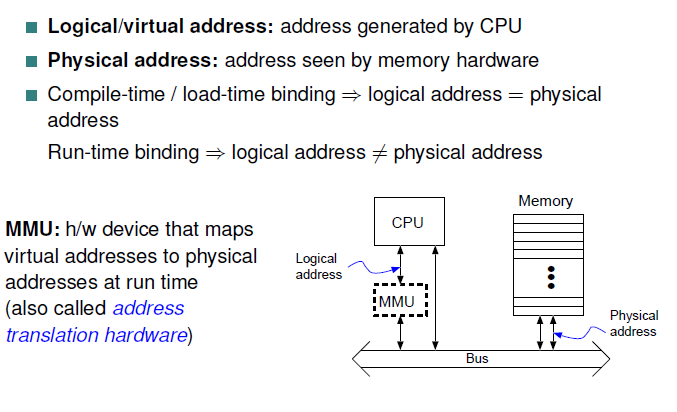 Logical/virtual address: address generated by CPU
Physical address: address seen by memory hardware
Compile-time / load-time binding ⇒ logical address = physical
address
Run-time binding ⇒ logical address ≠ physical address
MMU: h/w device that maps
virtual addresses to physical
addresses at run time
(also called address
translation hardware)
CPU
Memory
Logical
address
MMU
Physical
address
Bus